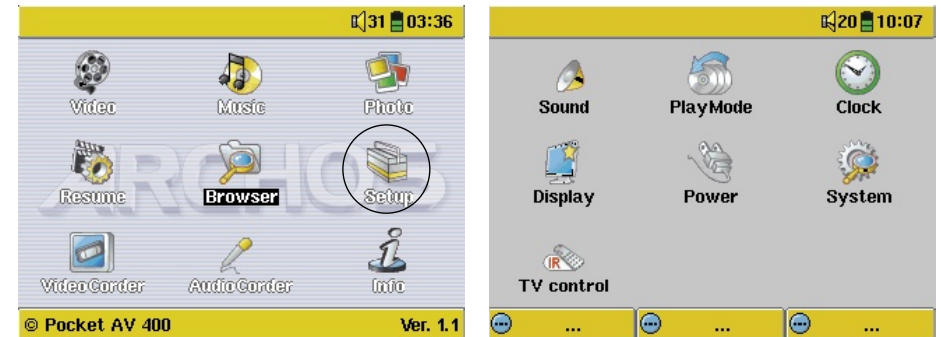 31 03:36
Video Music Photo
ARCHOS
Resume Browser Setup
VideoCorder AudioCorder Info
© Pocket AV 400 Ver. 1.1
20 10:07
Sound PlayMode Clock
Display Power System
IR
TV control
... ... ...